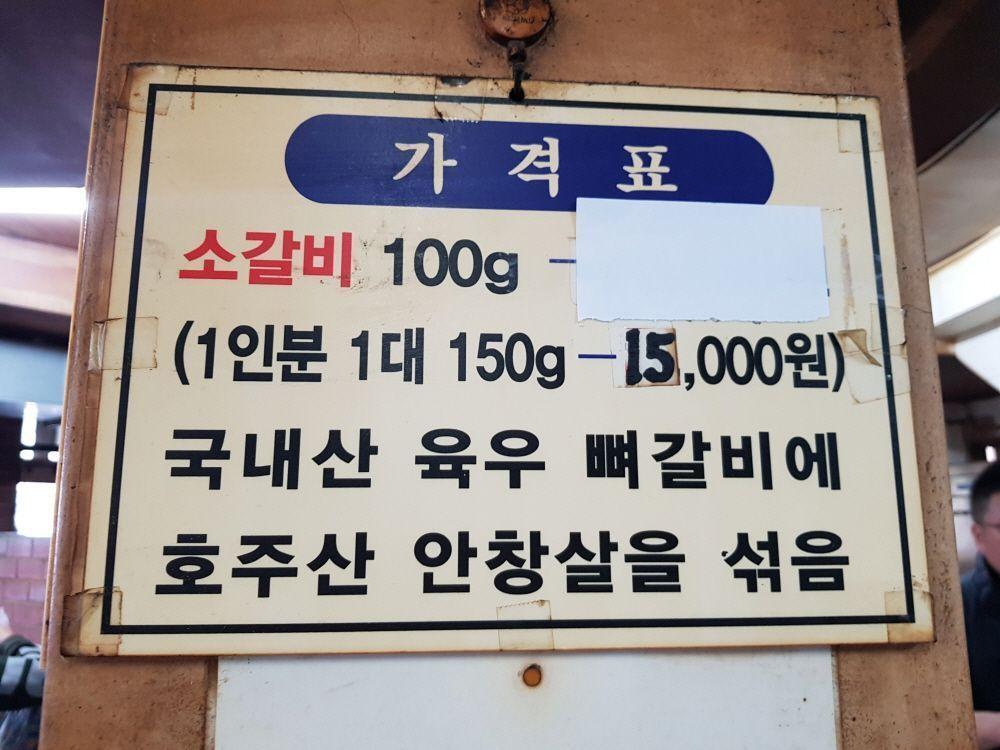 가격표
소갈비 100g -
(1인분 1대 150g - 15,000원)
국내산 육우 뼈갈비에
호주산 안창살을 섞음